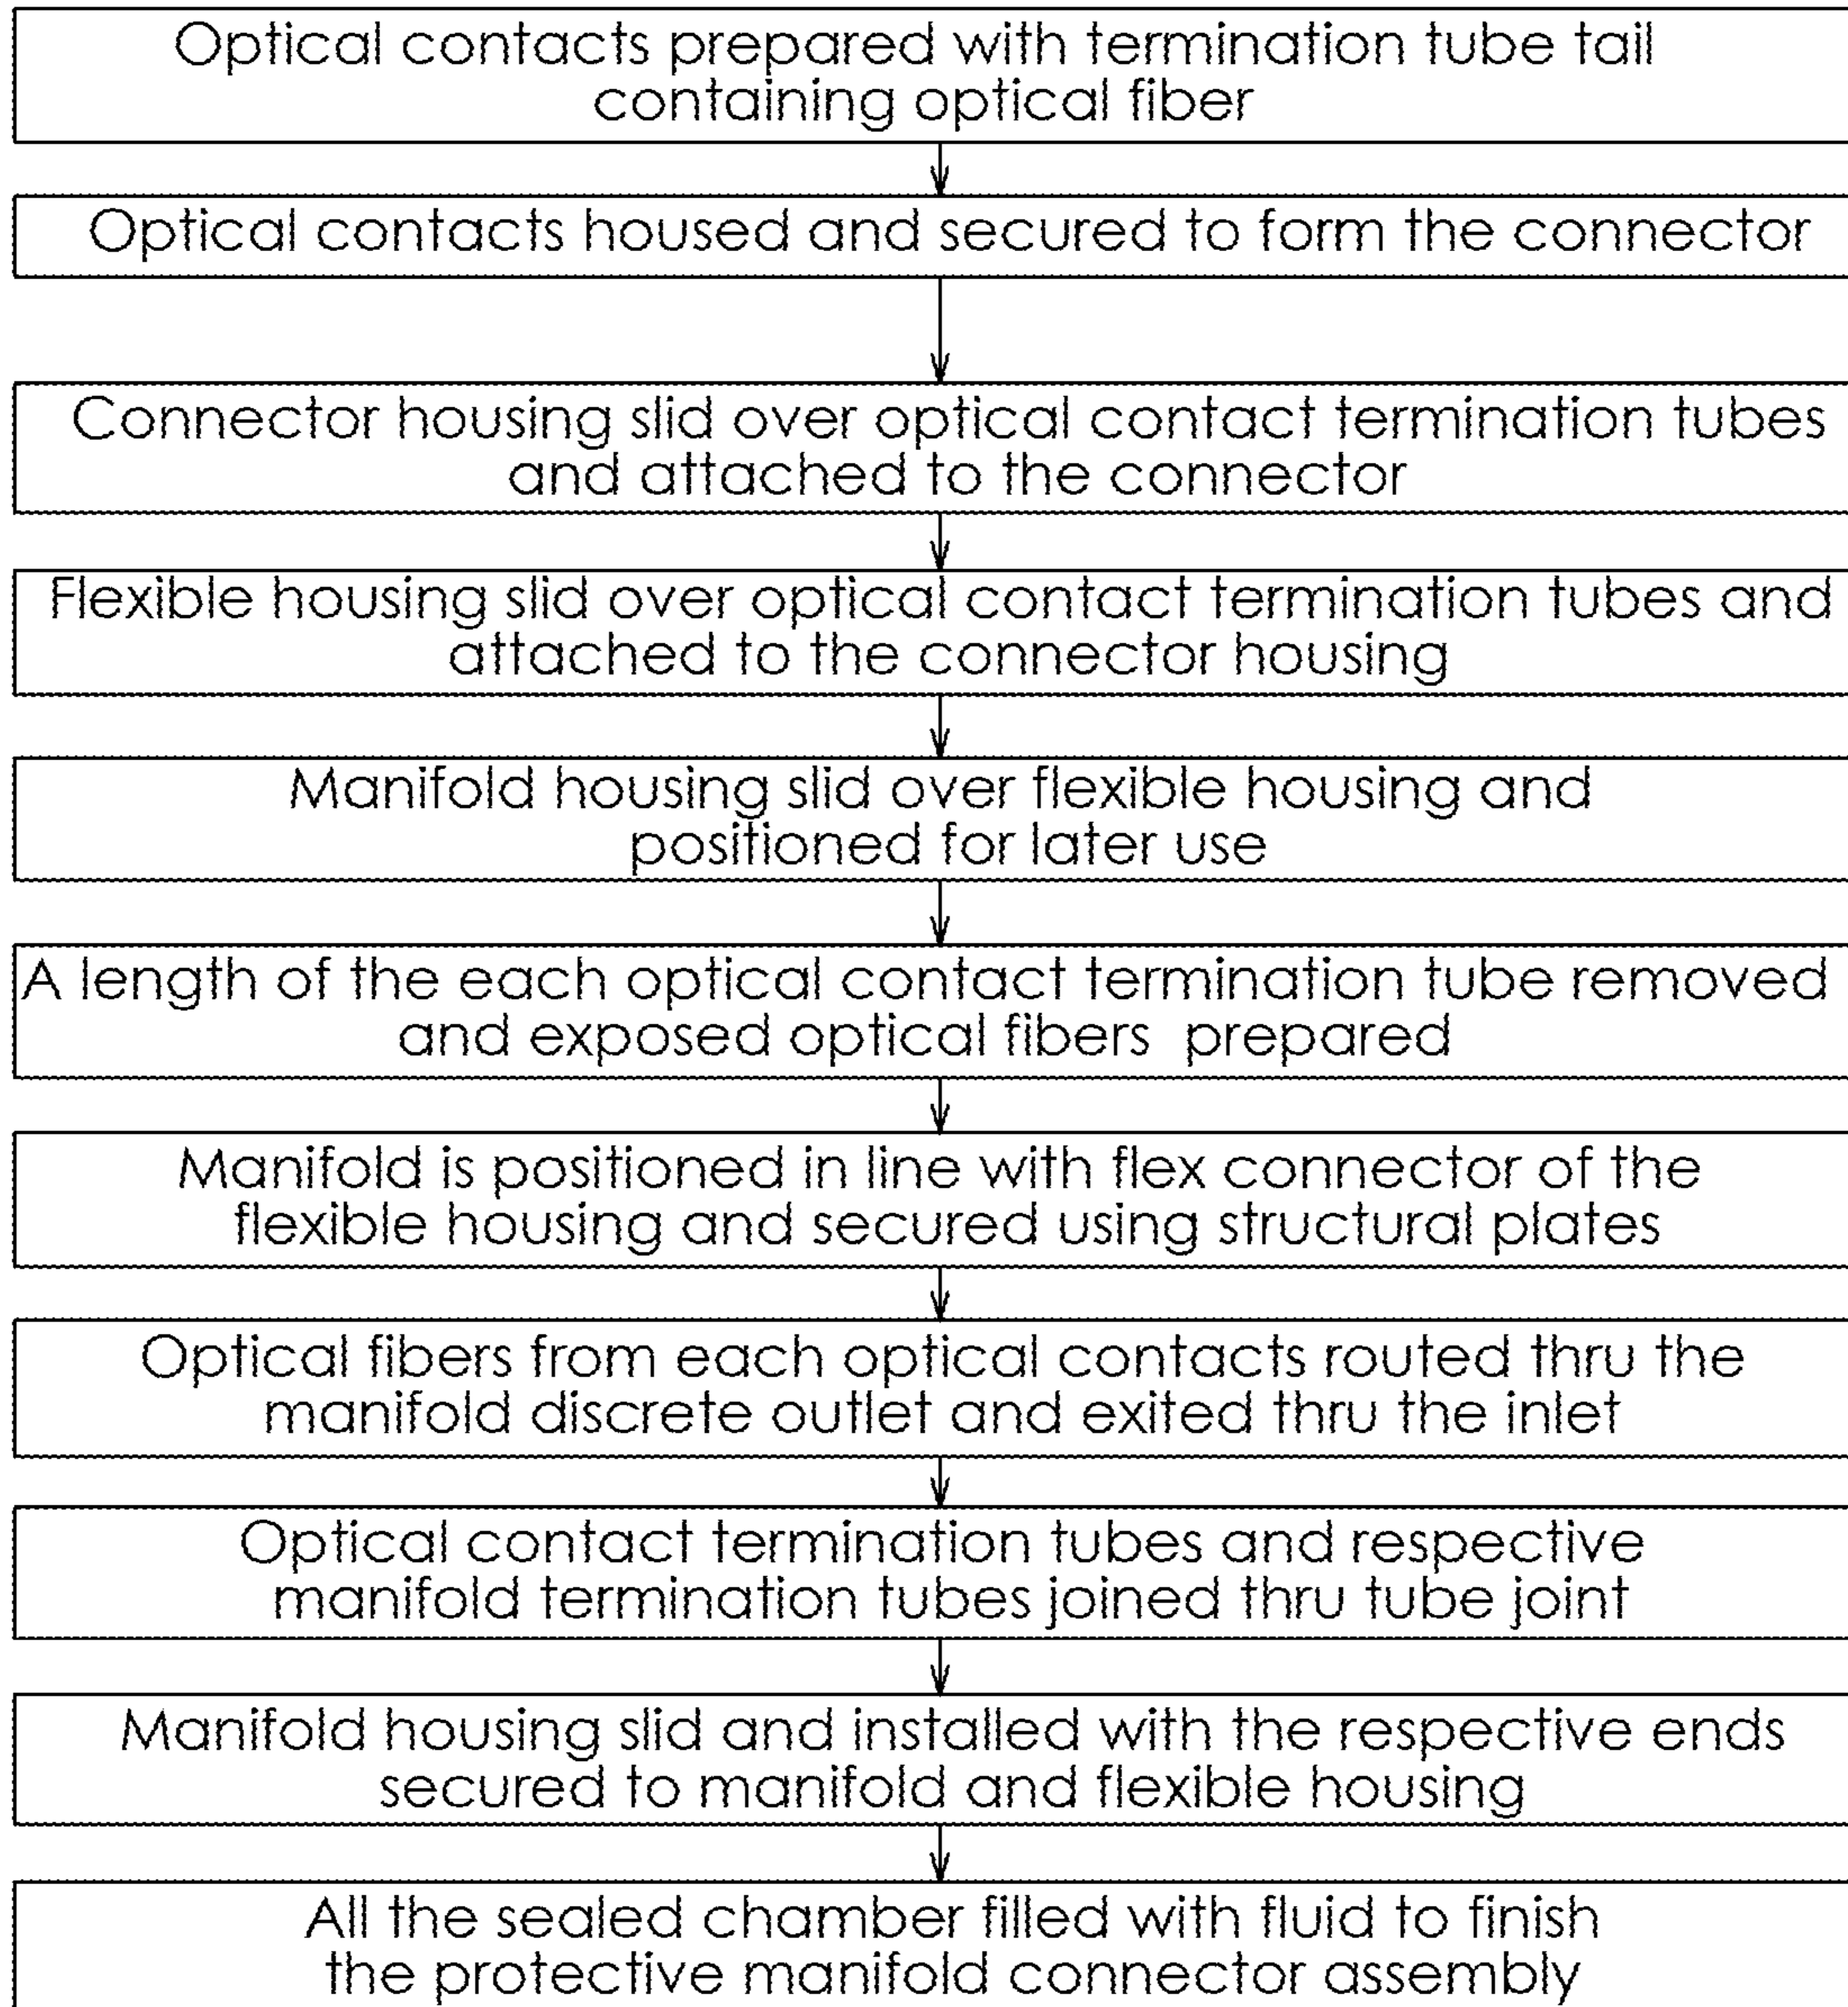 Optical contacts prepared with termination tube tail
containing optical fiber
Optical contacts housed and secured to form the connector
Connector housing slid over optical contact termination tubes
and attached to the connector
Flexible housing slid over optical contact termination tubes and
attached to the connector housing
Manifold housing slid over flexible housing and
positioned for later use
A length of the each optical contact termination tube removed
and exposed optical fibers prepared
Manifold is positioned in line with flex connector of the
flexible housing and secured using structural plates
Optical fibers from each optical contacts routed thru the
manifold discrete outlet and exited thru the inlet
Optical contact termination tubes and respective
manifold termination tubes joined thru tube joint
Manifold housing slid and installed with the respective ends
secured to manifold and flexible housing
All the sealed chamber filled with fluid to finish
the protective manifold connector assembly